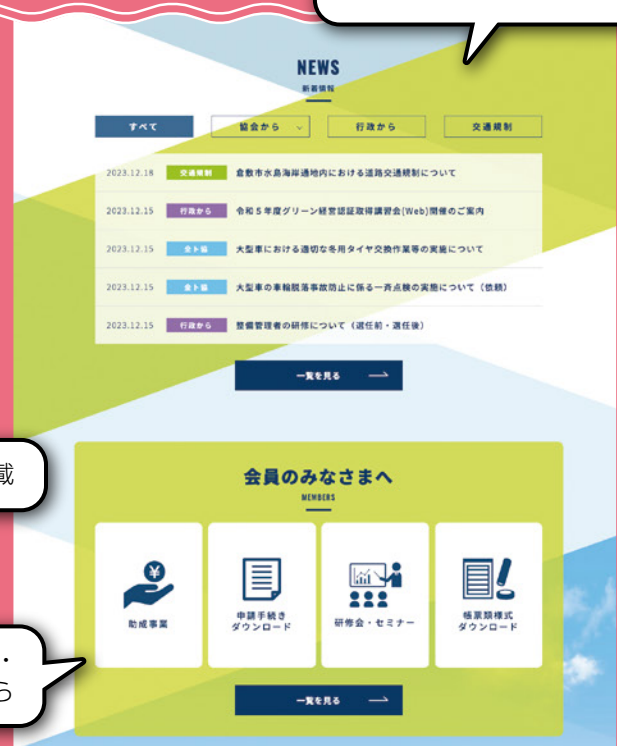 NEWS
新着情報
すべて
協会から
行政から
交通規制
2023.12.18 交通規制 倉敷市水島海岸通地内における道路交通規制について
2023.12.15 行政から 令和5年度グリーン経営認証取得講習会(Web)開催のご案内
2023.12.15 全ト協 大型車における適切な冬用タイヤ交換作業等の実施について
2023.12.15 全ト協 大型車の車輪脱落事故防止に係る一斉点検の実施について（依頼）
2023.12.15 行政から 整備管理者の研修について（選任前・選任後）
一覧を見る
載
会員のみなさまへ
MEMBERS
助成事業
申請手続き
ダウンロード
研修会・セミナー
帳票類様式
ダウンロード
・
ら
一覧を見る